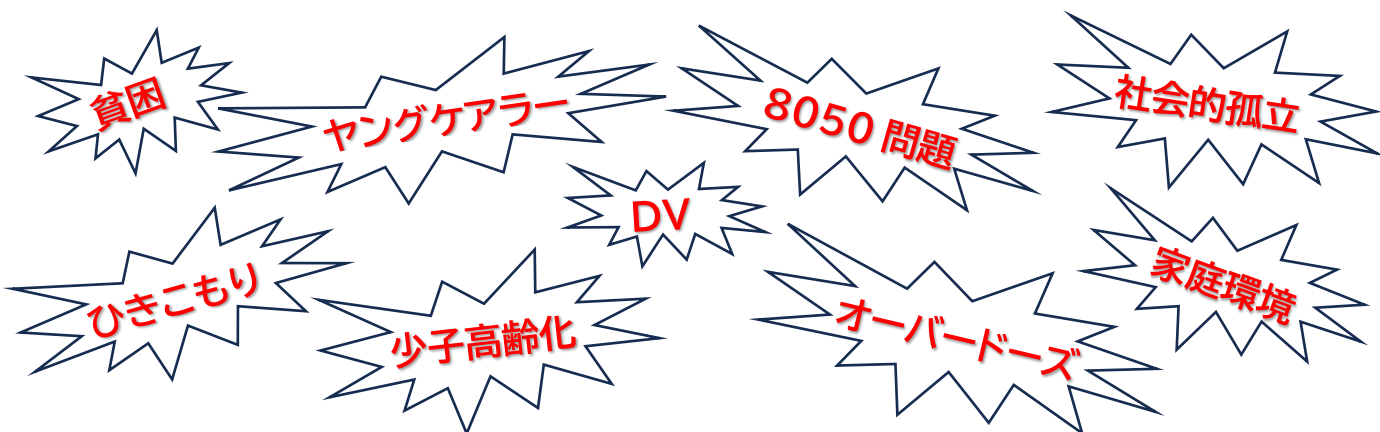 貧困
ヤングケアラー
8050 問題
社会的孤立
DV
ひきこもり
少子高齢化
オーバードーズ
家庭環境